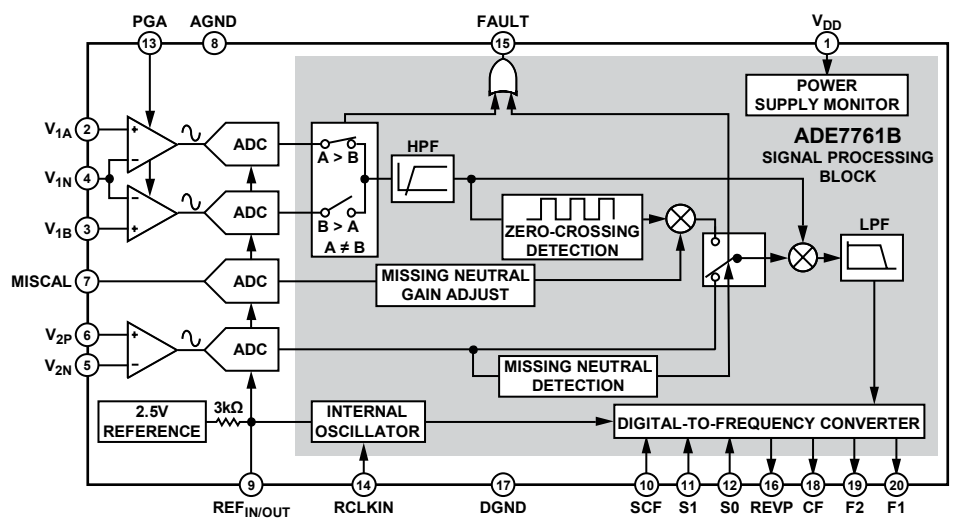 PGA AGND FAULT VDD
13 8 15 1
POWER
SUPPLY MONITOR
ADE7761B
SIGNAL PROCESSING
BLOCK
V1A 2 + − ADC A > B
HPF
V1N 4
V1B 3 − + ADC B > A
A ≠ B
ZERO-CROSSING
DETECTION
LPF
MISCAL 7 ADC MISSING NEUTRAL
GAIN ADJUST
V2P 6 + ADC
V2N 5 −
MISSING NEUTRAL
DETECTION
2.5V
REFERENCE
3kΩ
INTERNAL
OSCILLATOR
DIGITAL-TO-FREQUENCY CONVERTER
9 14 17 10 11 12 16 18 19 20
REFIN/OUT RCLKIN DGND SCF S1 S0 REVP CF F2 F1